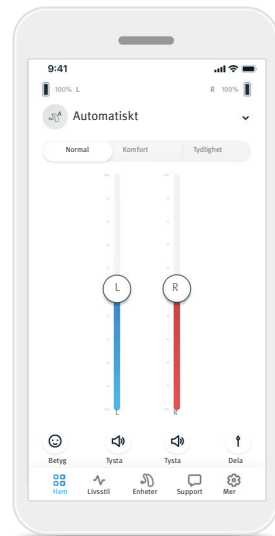 9:41
100% L R 100%
Automatiskt
Normal Komfort Tydlighet
L R
L R
Betyg Tysta Tysta Dela
Hem Livsstil Enheter Support Mer